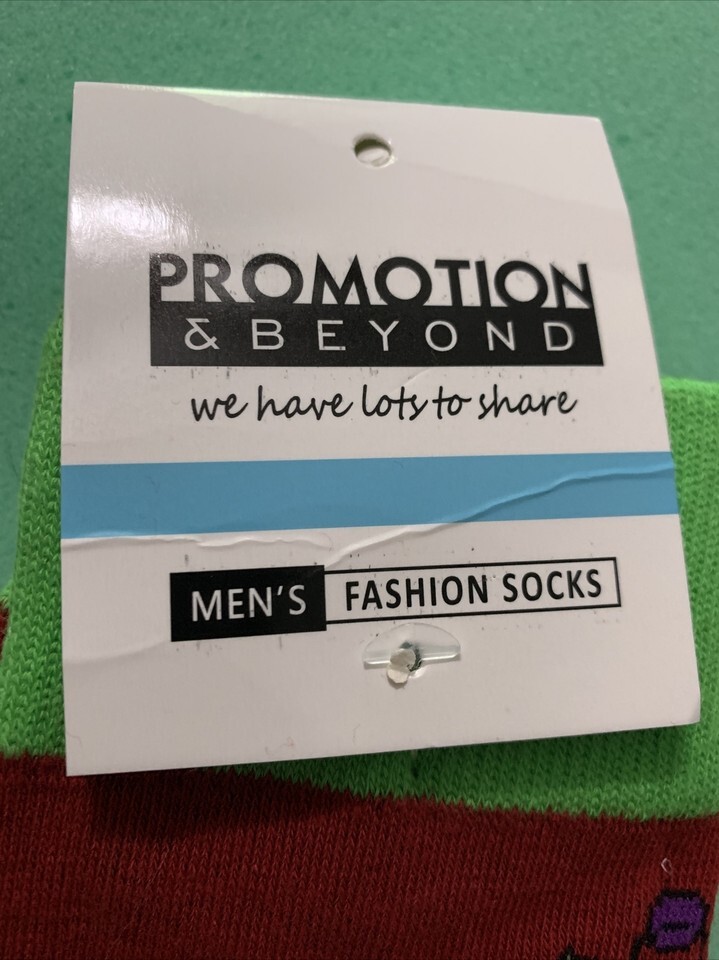 PROMOTION
& BEYOND
we have lots to share
MEN'S FASHION SOCKS